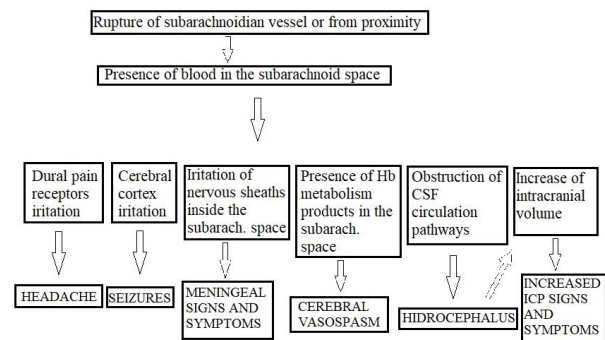 Rupture of subarachnoidian vessel or from proximity
Presence of blood in the subarachnoid space
Dural pain
receptors
iritation
Cerebral
cortex
iritation
Iritation of
nervous sheaths
inside the
subarach. space
Presence of Hb
metabolism
products in the
subarach.
space
Obstruction of
CSF
circulation
pathways
Increase of
intracranial
volume
HEADACHE
SEIZURES
MENINGEAL
SIGNS AND
SYMPTOMS
CEREBRAL
VASOSPASM
HIDROCEPHALUS
INCREASED
ICP SIGNS
AND
SYMPTOMS